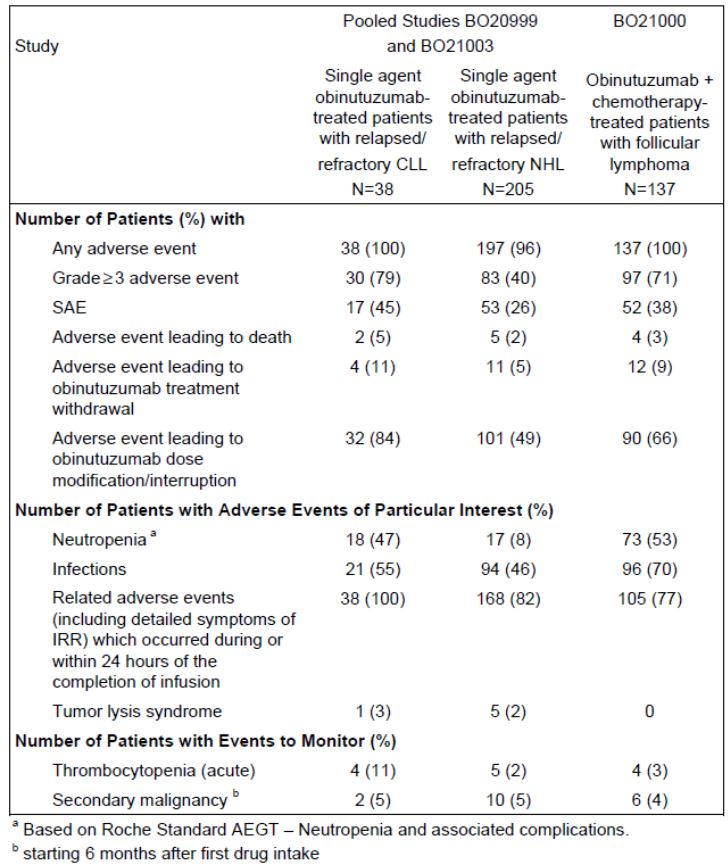 Study
Pooled Studies BO20999 and BO21003
BO21000
Single agent obinutuzumab-treated patients with relapsed/refractory CLL N=38
Single agent obinutuzumab-treated patients with relapsed/refractory NHL N=205
Obinutuzumab + chemotherapy-treated patients with follicular lymphoma N=137
Number of Patients (%) with
Any adverse event 38 (100) 197 (96) 137 (100)
Grade≥3 adverse event 30 (79) 83 (40) 97 (71)
SAE 17 (45) 53 (26) 52 (38)
Adverse event leading to death 2 (5) 5 (2) 4 (3)
Adverse event leading to 4 (11) 11 (5) 12 (9)
obinutuzumab treatment
withdrawal
Adverse event leading to 32 (84) 101 (49) 90 (66)
obinutuzumab dose
modification/interruption
Number of Patients with Adverse Events of Particular Interest (%)
Neutropenia a 18 (47) 17 (8) 73 (53)
Infections 21 (55) 94 (46) 96 (70)
Related adverse events 38 (100) 168 (82) 105 (77)
(including detailed symptoms of
IRR) which occurred during or
within 24 hours of the
completion of infusion
Tumor lysis syndrome 1 (3) 5 (2) 0
Number of Patients with Events to Monitor (%)
Thrombocytopenia (acute) 4 (11) 5 (2) 4 (3)
Secondary malignancy b 2 (5) 10 (5) 6 (4)
a Based on Roche Standard AEGT – Neutropenia and associated complications.
b starting 6 months after first drug intake